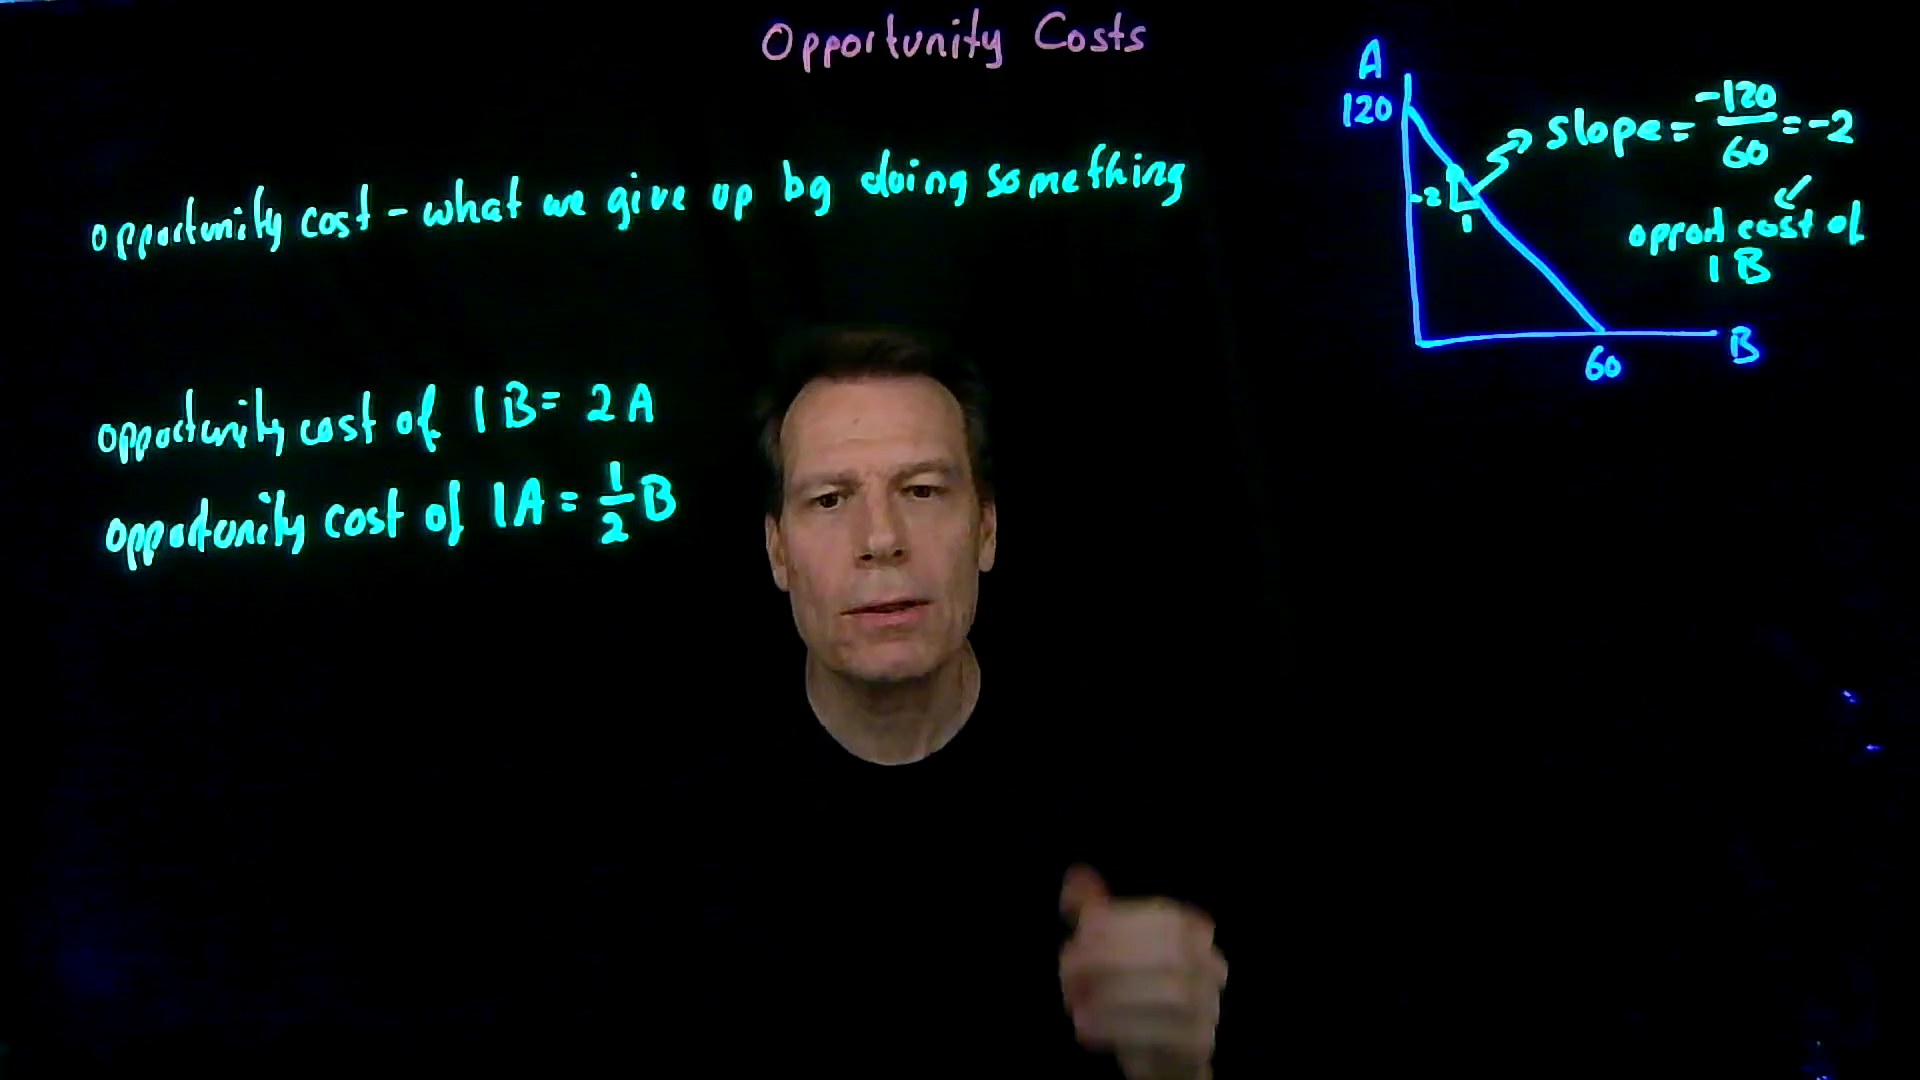 Opportunity Costs
opportunity cost - what we give up by doing something
opportunity cost of 1 B = 2 A
opportunity cost of 1 A = 1/2 B
A
120
-2
1
60
B
slope = -120/60 = -2
opport cost of
1 B